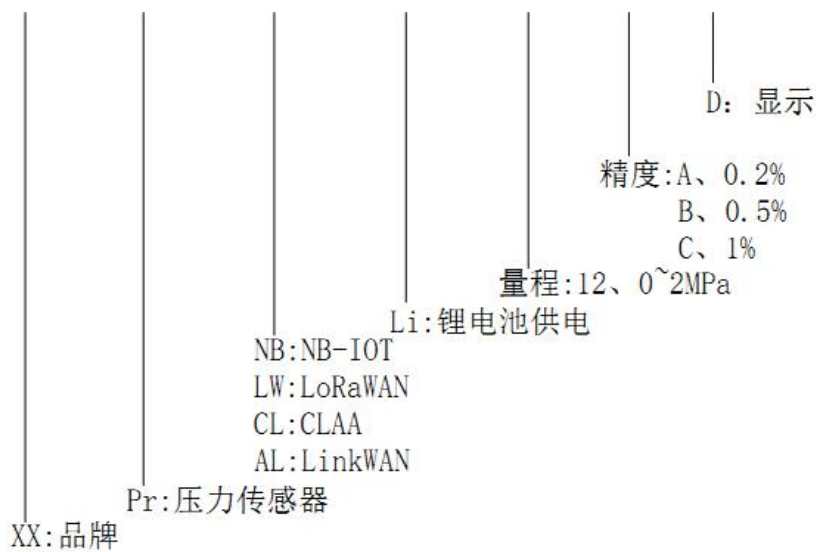 D: 显示
精度:A、0.2%
B、0.5%
C、1%
量程:12、0~2MPa
Li:锂电池供电
NB:NB-IOT
LW:LoRaWAN
CL:CLAA
AL:LinkWAN
Pr:压力传感器
XX:品牌